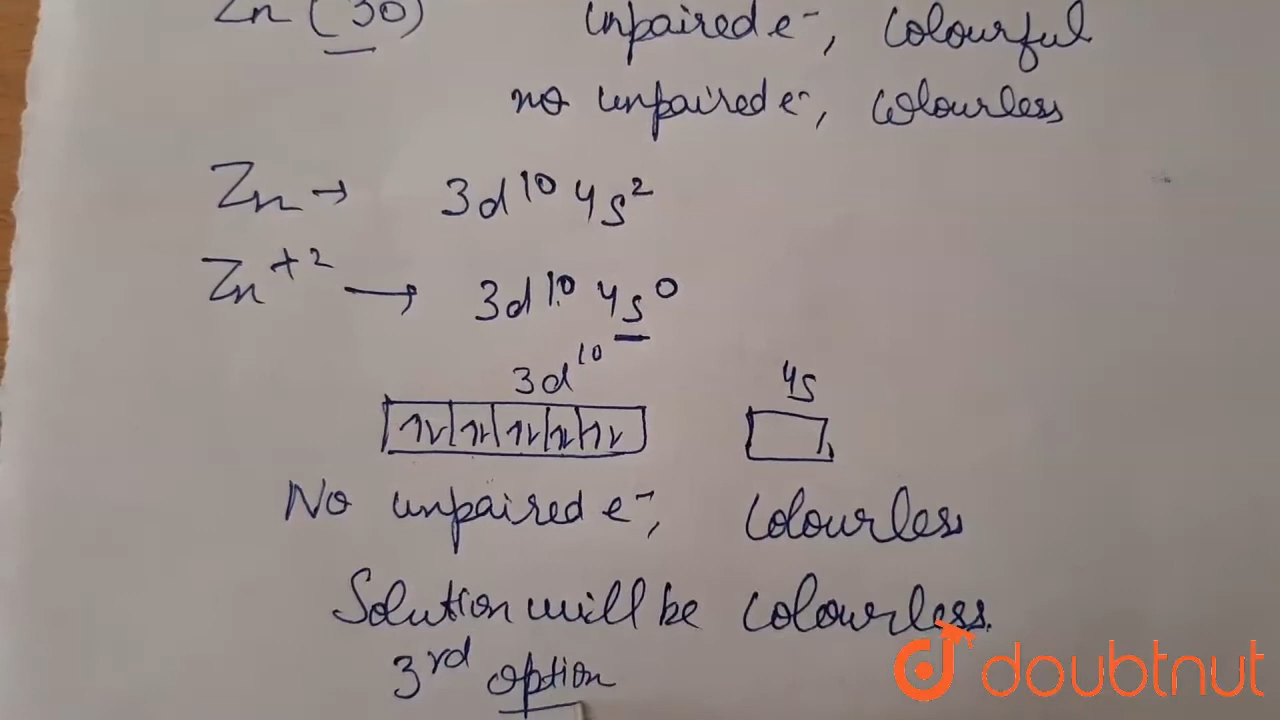 Zn (30) Unpaired e⁻, Colourful
no unpaired e⁻, Colourless
Zn → 3d¹⁰ 4s²
Zn⁺² → 3d¹⁰ 4s⁰
3d¹⁰ 4s
↑↓ ↑↓ ↑↓ ↑↓ ↑↓
No unpaired e⁻, Colourless
Solution will be Colourless.
3rd option
doubtnut